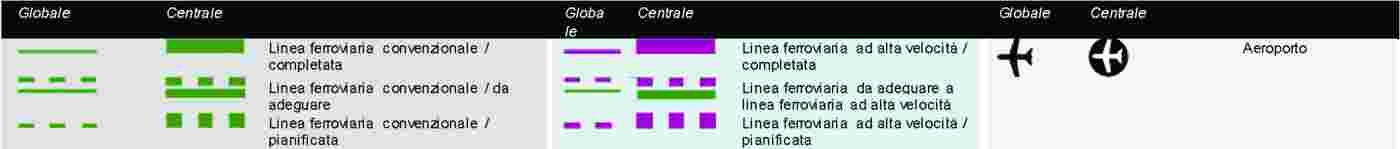 Globale Centrale
Linea ferroviaria convenzionale /
completata
Linea ferroviaria convenzionale / da
adeguare
Linea ferroviaria convenzionale /
pianificata
Globa
le
Centrale
Linea ferroviaria ad alta velocità /
completata
Linea ferroviaria da adeguare a
linea ferroviaria ad alta velocità
Linea ferroviaria ad alta velocità /
pianificata
Globale Centrale
Aeroporto